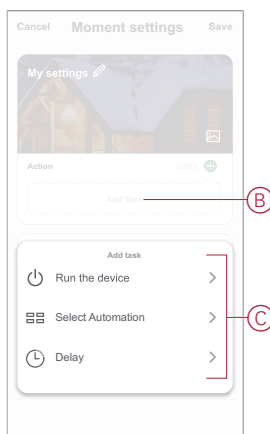 Cancel Moment settings Save
My settings
Action
Add Task
B
Add task
Run the device
Select Automation
C
Delay